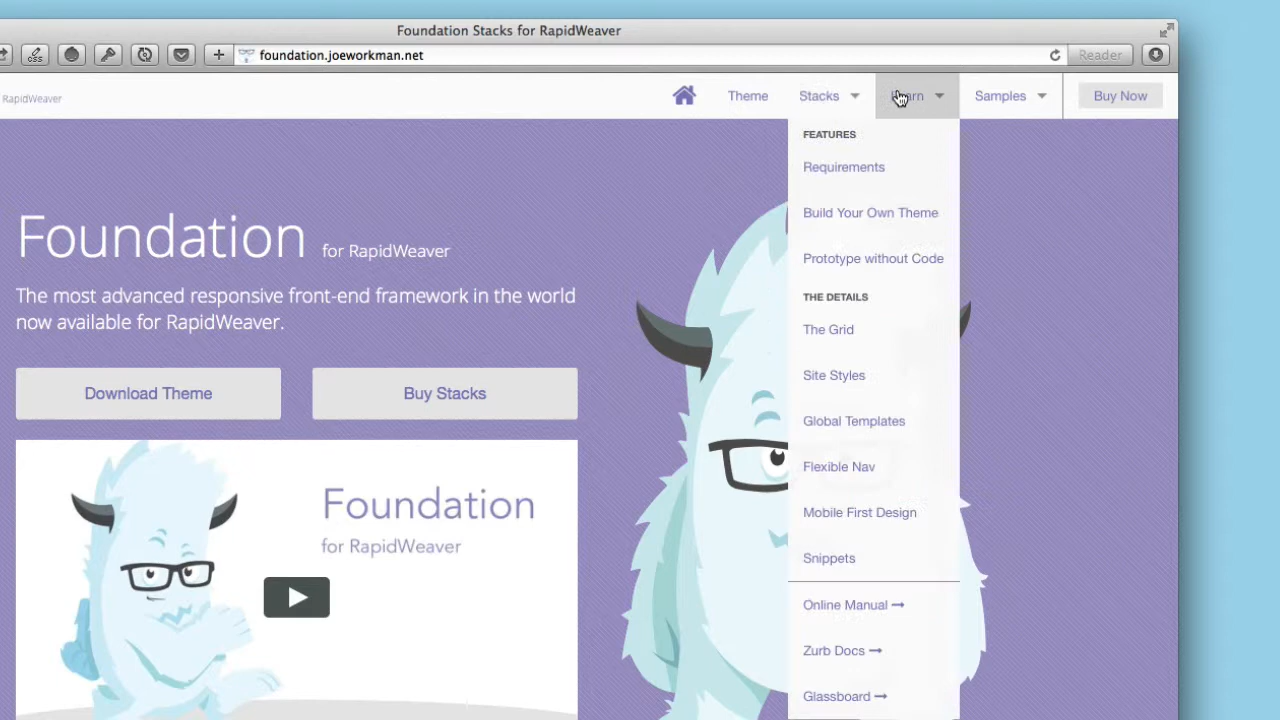 Foundation Stacks for RapidWeaver
css
foundation.joeworkman.net
Reader
RapidWeaver
Theme
Stacks
Samples
Buy Now
FEATURES
Requirements
Build Your Own Theme
Prototype without Code
THE DETAILS
The Grid
Site Styles
Global Templates
Flexible Nav
Mobile First Design
Snippets
Online Manual
Zurb Docs
Glassboard
Foundation for RapidWeaver
The most advanced responsive front-end framework in the world
now available for RapidWeaver.
Download Theme
Buy Stacks
Foundation
for RapidWeaver